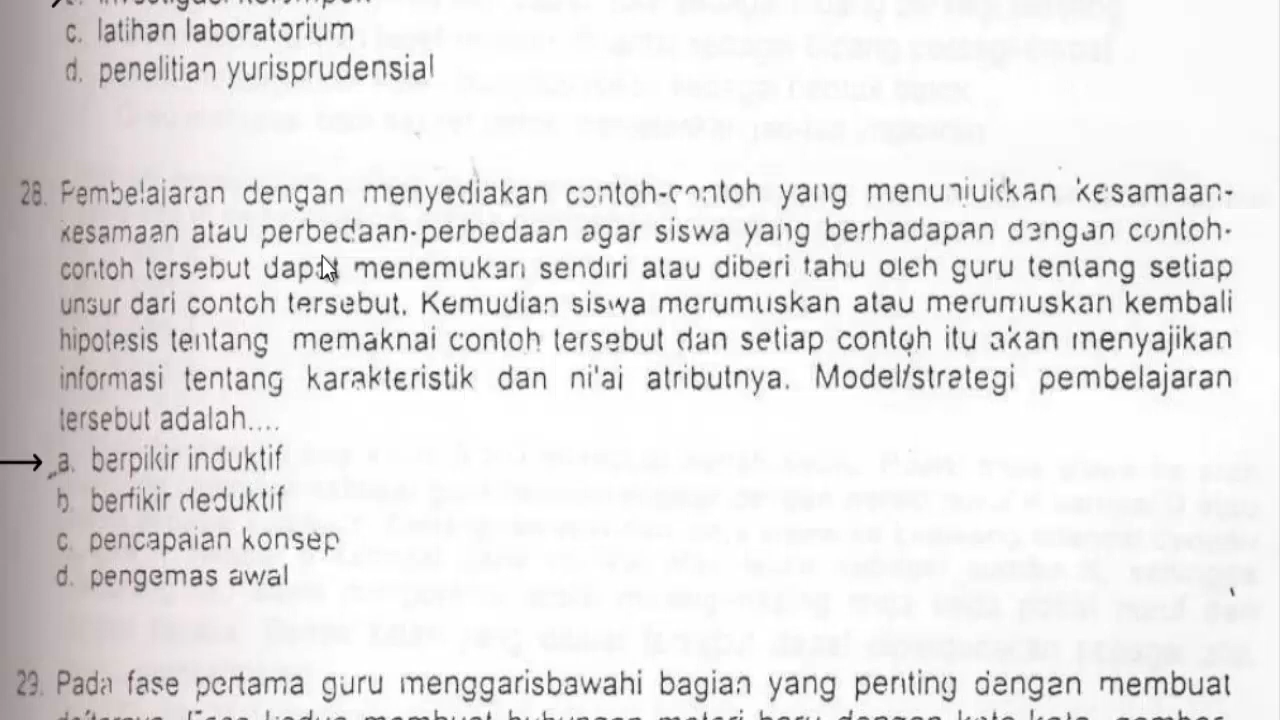 c. latihan laboratorium
d. penelitian yurisprudensial
28. Pembelajaran dengan menyediakan contoh-contoh yang menunjukkan kesamaan-
kesamaan atau perbedaan-perbedaan agar siswa yang berhadapan dengan contoh-
contoh tersebut dapat menemukan sendiri atau diberi tahu oleh guru tentang setiap
unsur dari contoh tersebut. Kemudian siswa merumuskan atau merumuskan kembali
hipotesis tentang memaknai contoh tersebut dan setiap contoh itu akan menyajikan
informasi tentang karakteristik dan nilai atributnya. Model/strategi pembelajaran
tersebut adalah....
a. berpikir induktif
b. berfikir deduktif
c. pencapaian konsep
d. pengemas awal
29. Pada fase pertama guru menggarisbawahi bagian yang penting dengan membuat